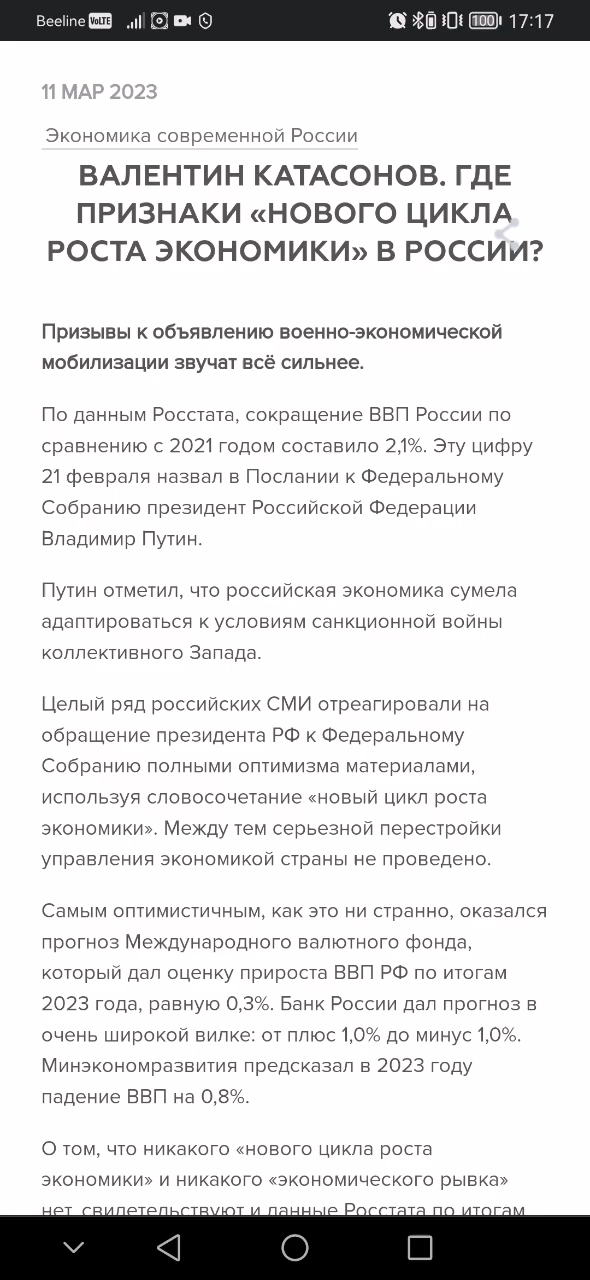 Beeline VoLTE 100 17:17
11 МАР 2023
Экономика современной России
ВАЛЕНТИН КАТАСОНОВ. ГДЕ
ПРИЗНАКИ «НОВОГО ЦИКЛА
РОСТА ЭКОНОМИКИ» В РОССИИ?
Призывы к объявлению военно-экономической
мобилизации звучат всё сильнее.
По данным Росстата, сокращение ВВП России по
сравнению с 2021 годом составило 2,1%. Эту цифру
21 февраля назвал в Послании к Федеральному
Собранию президент Российской Федерации
Владимир Путин.
Путин отметил, что российская экономика сумела
адаптироваться к условиям санкционной войны
коллективного Запада.
Целый ряд российских СМИ отреагировали на
обращение президента РФ к Федеральному
Собранию полными оптимизма материалами,
используя словосочетание «новый цикл роста
экономики». Между тем серьезной перестройки
управления экономикой страны не проведено.
Самым оптимистичным, как это ни странно, оказался
прогноз Международного валютного фонда,
который дал оценку прироста ВВП РФ по итогам
2023 года, равную 0,3%. Банк России дал прогноз в
очень широкой вилке: от плюс 1,0% до минус 1,0%.
Минэкономразвития предсказал в 2023 году
падение ВВП на 0,8%.
О том, что никакого «нового цикла роста
экономики» и никакого «экономического рывка»
нет, свидетельствуют и данные Росстата по итогам